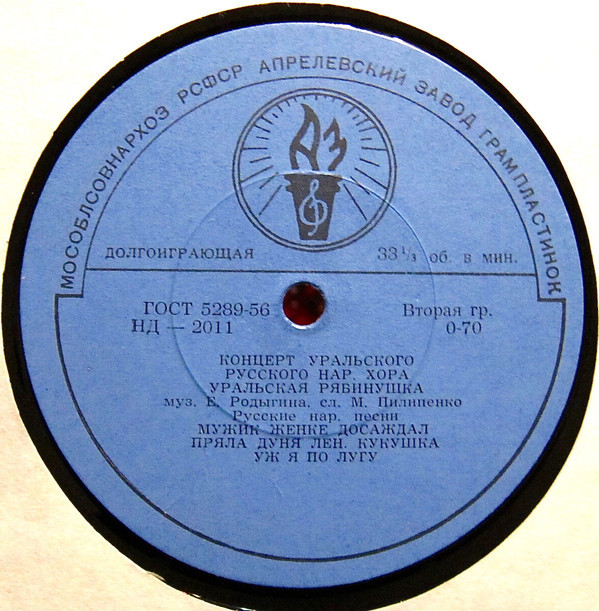 МОСОБЛСОВНАРХОЗ РСФСР АПРЕЛЕВСКИЙ ЗАВОД ГРАМПЛАСТИНОК
АЗ
ДОЛГОИГРАЮЩАЯ 33⅓ об. в мин.
ГОСТ 5289-56 Вторая гр.
НД — 2011 0-70
КОНЦЕРТ УРАЛЬСКОГО
РУССКОГО НАР. ХОРА
УРАЛЬСКАЯ РЯБИНУШКА
муз. Е. Родыгина, сл. М. Пилипенко
Русские нар. песни
МУЖИК ЖЕНКЕ ДОСАЖДАЛ
ПРЯЛА ДУНЯ ЛЕН. КУКУШКА
УЖ Я ПО ЛУГУ